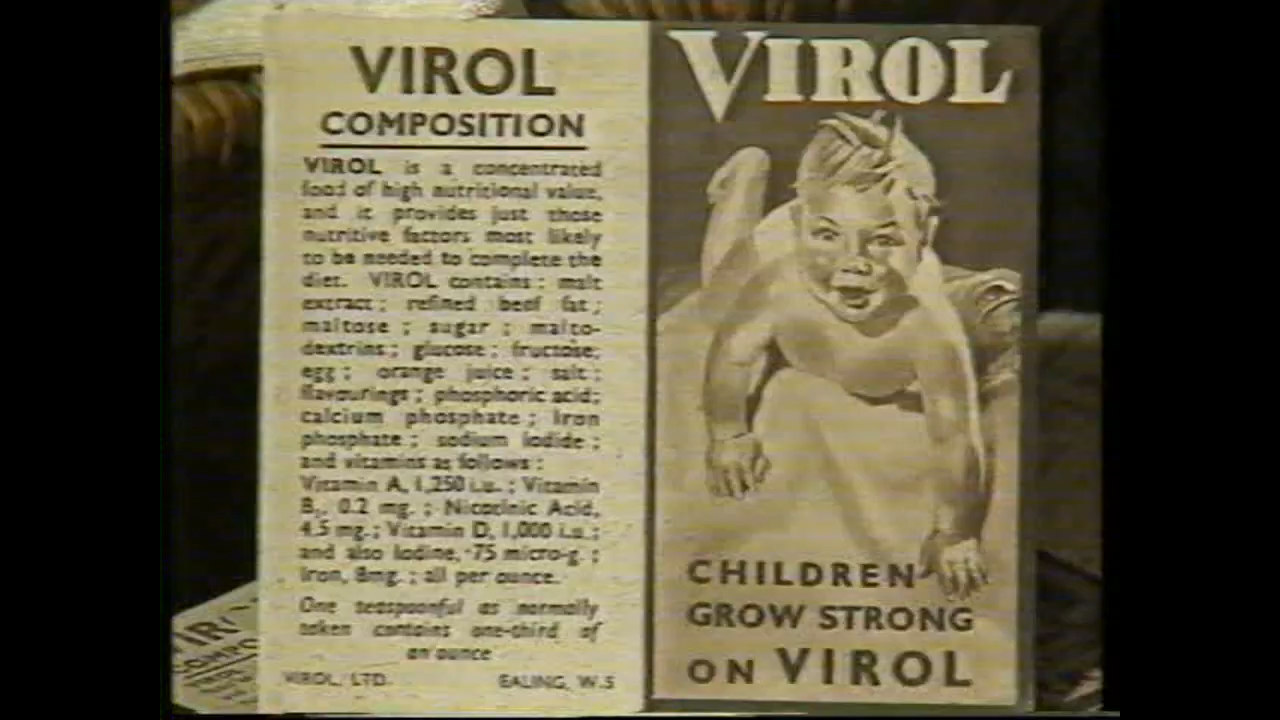 VIROL
COMPOSITION
VIROL is a concentrated
food of high nutritional value,
and it provides just those
nutritive factors most likely
to be needed to complete the
diet. VIROL contains : malt
extract ; refined beef fat ;
maltose ; sugar ; malto-
dextrins ; glucose ; fructose;
egg ; orange juice ; salt ;
flavourings ; phosphoric acid;
calcium phosphate ; Iron
phosphate ; sodium Iodide ;
and vitamins as follows :
Vitamin A, 1,250 i.u. ; Vitamin
B₁, 0.2 mg. ; Nicotinic Acid,
4.5 mg. ; Vitamin D, 1,000 i.u. ;
and also Iodine, ·75 micro-g. ;
Iron, 8mg. ; all per ounce.
One teaspoonful as normally
taken contains one-third of
an ounce
VIROL, LTD. EALING, W.5
VIROL
CHILDREN
GROW STRONG
ON VIROL